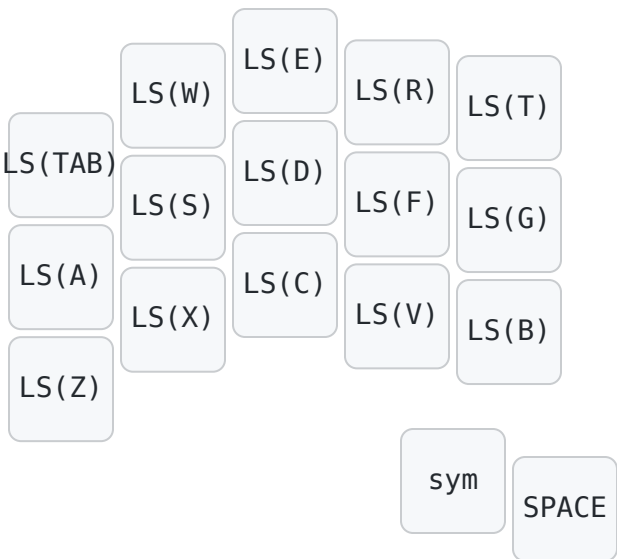 LS(TAB) LS(W) LS(E) LS(R) LS(T)
LS(A) LS(S) LS(D) LS(F) LS(G)
LS(Z) LS(X) LS(C) LS(V) LS(B)
sym SPACE